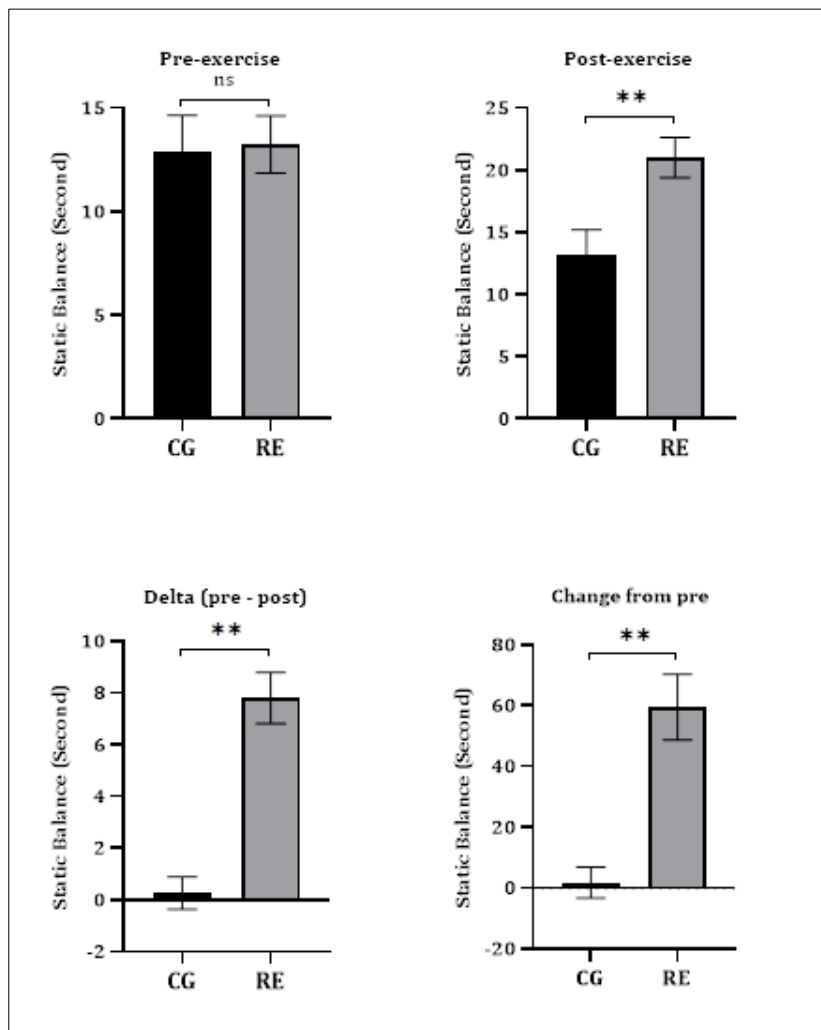 Pre-exercise
ns
Static Balance (Second)
15
10
5
0
CG RE
Post-exercise
**
Static Balance (Second)
25
20
15
10
5
0
CG RE
Delta (pre - post)
**
Static Balance (Second)
10
8
6
4
2
0
-2
CG RE
Change from pre
**
Static Balance (Second)
80
60
40
20
0
-20
CG RE